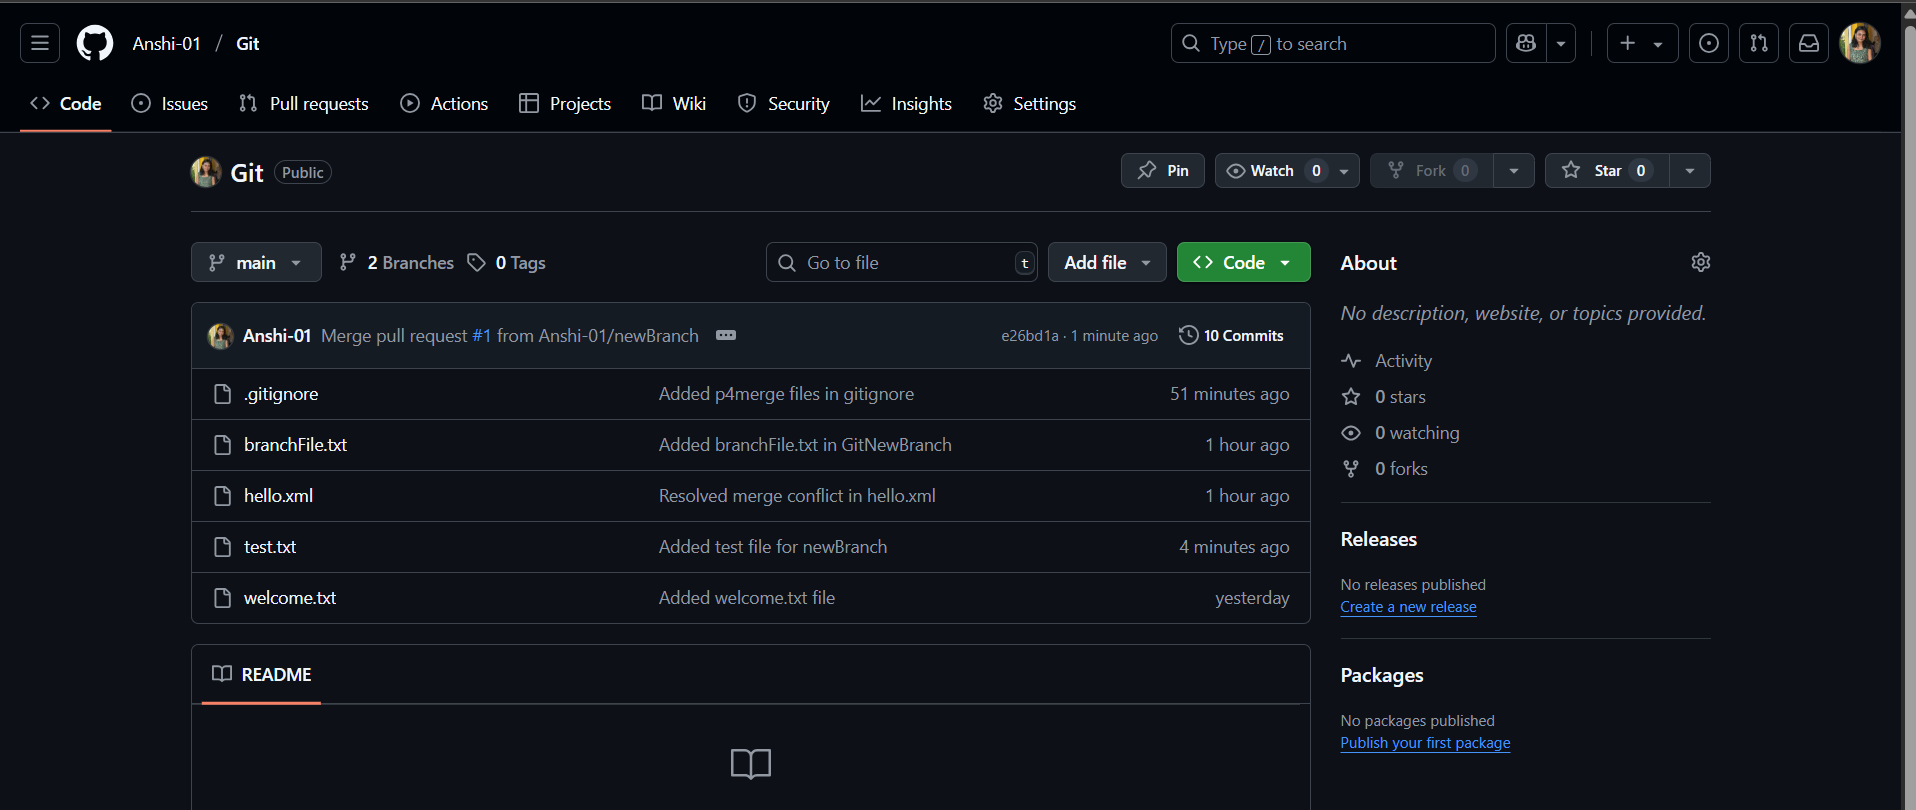 Anshi-01 / Git
Type / to search
Code Issues Pull requests Actions Projects Wiki Security Insights Settings
Git Public
Pin Watch 0 Fork 0 Star 0
main 2 Branches 0 Tags Go to file t Add file Code
Anshi-01 Merge pull request #1 from Anshi-01/newBranch e26bd1a · 1 minute ago 10 Commits
.gitignore Added p4merge files in gitignore 51 minutes ago
branchFile.txt Added branchFile.txt in GitNewBranch 1 hour ago
hello.xml Resolved merge conflict in hello.xml 1 hour ago
test.txt Added test file for newBranch 4 minutes ago
welcome.txt Added welcome.txt file yesterday
README
About
No description, website, or topics provided.
Activity
0 stars
0 watching
0 forks
Releases
No releases published
Create a new release
Packages
No packages published
Publish your first package